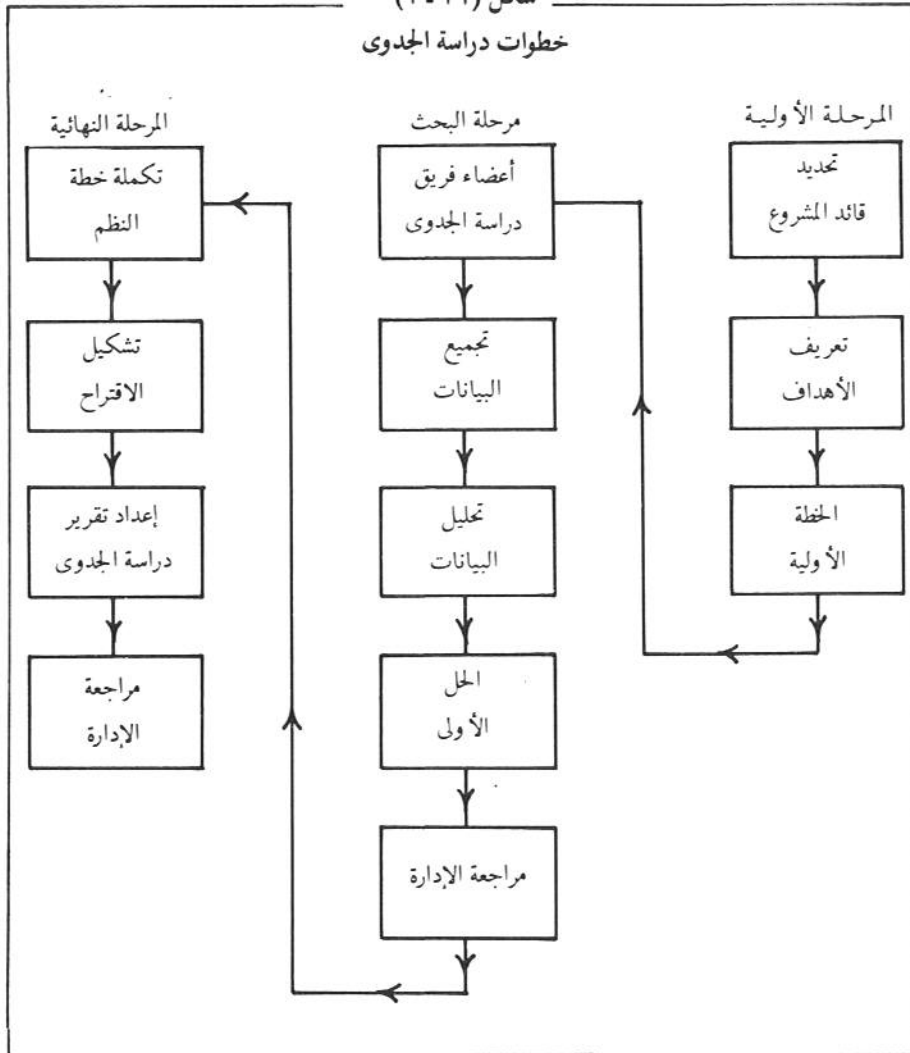 خطوات دراسة الجدوى
المرحلة الأولية
تحديد
قائد المشروع
تعريف
الأهداف
الخطة
الأولية
مرحلة البحث
أعضاء فريق
دراسة الجدوى
تجميع
البيانات
تحليل
البيانات
الحل
الأولى
مراجعة الإدارة
المرحلة النهائية
تكملة خطة
النظم
تشكيل
الاقتراح
إعداد تقرير
دراسة الجدوى
مراجعة
الإدارة